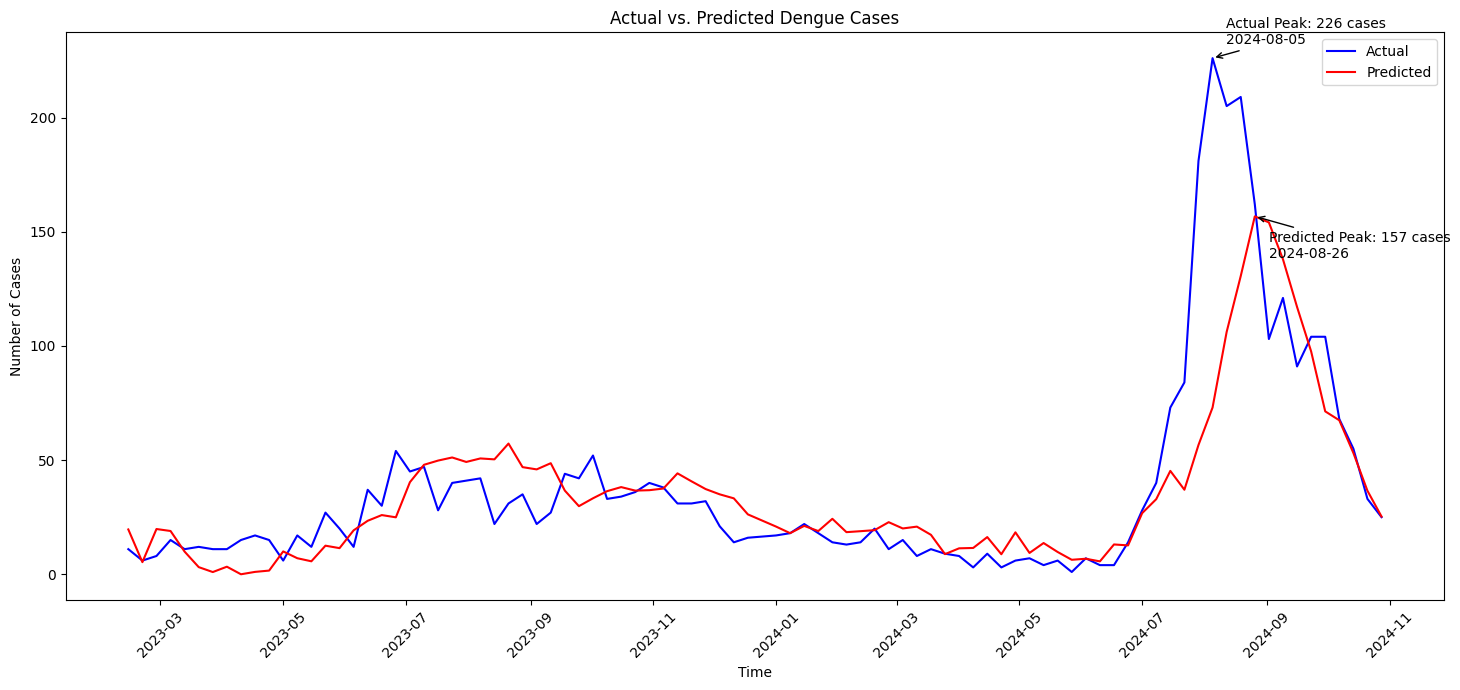 Actual vs. Predicted Dengue Cases
Actual Peak: 226 cases
2024-08-05
Actual
Predicted
Predicted Peak: 157 cases
2024-08-26
Number of Cases
200
150
100
50
0
2023-03
2023-05
2023-07
2023-09
2023-11
2024-01
2024-03
2024-05
2024-07
2024-09
2024-11
Time